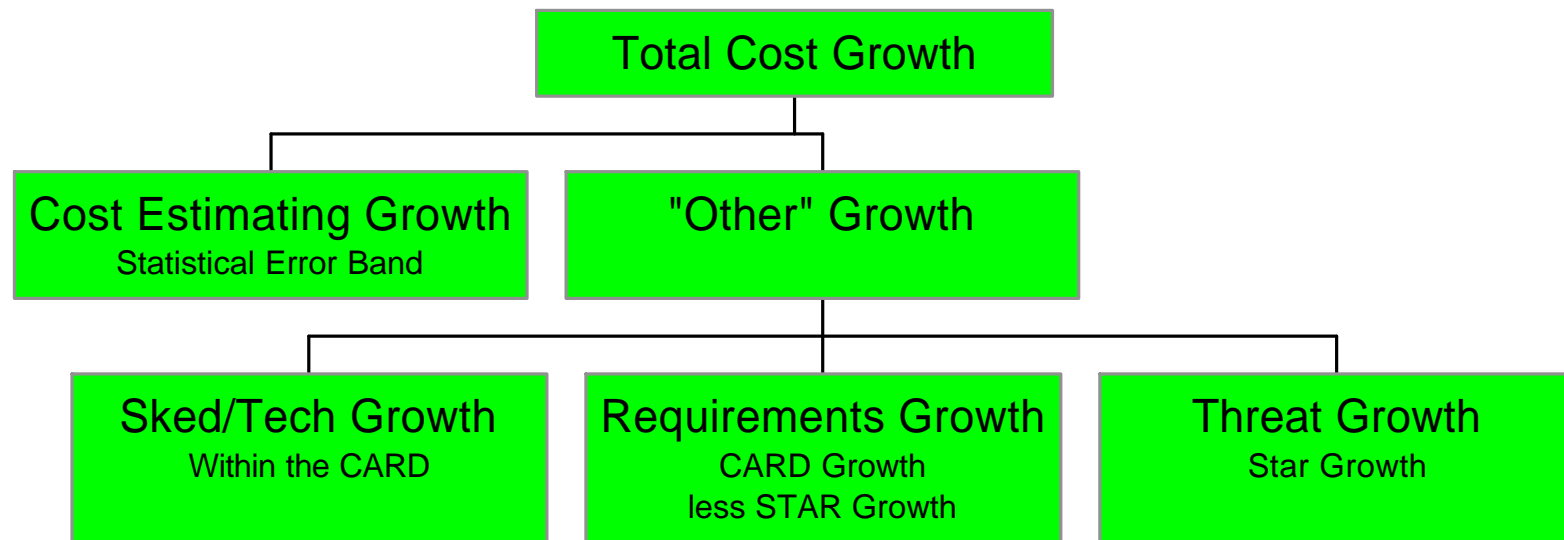 Total Cost Growth
Cost Estimating Growth
Statistical Error Band
"Other" Growth
Sked/Tech Growth
Within the CARD
Requirements Growth
CARD Growth
less STAR Growth
Threat Growth
Star Growth